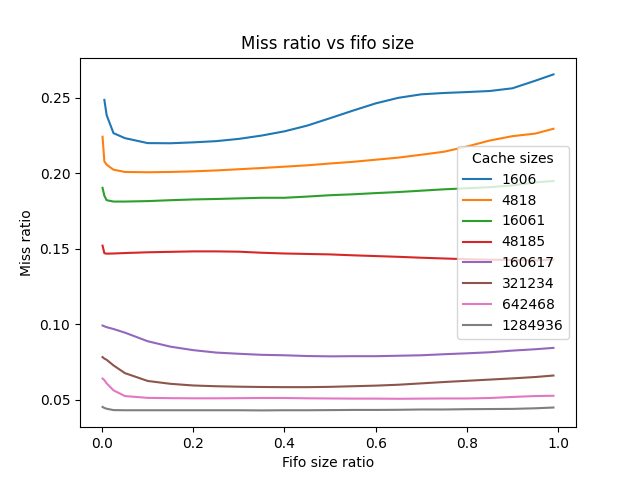 Miss ratio vs fifo size
Miss ratio
0.25
0.20
0.15
0.10
0.05
0.0 0.2 0.4 0.6 0.8 1.0
Fifo size ratio
Cache sizes
1606
4818
16061
48185
160617
321234
642468
1284936